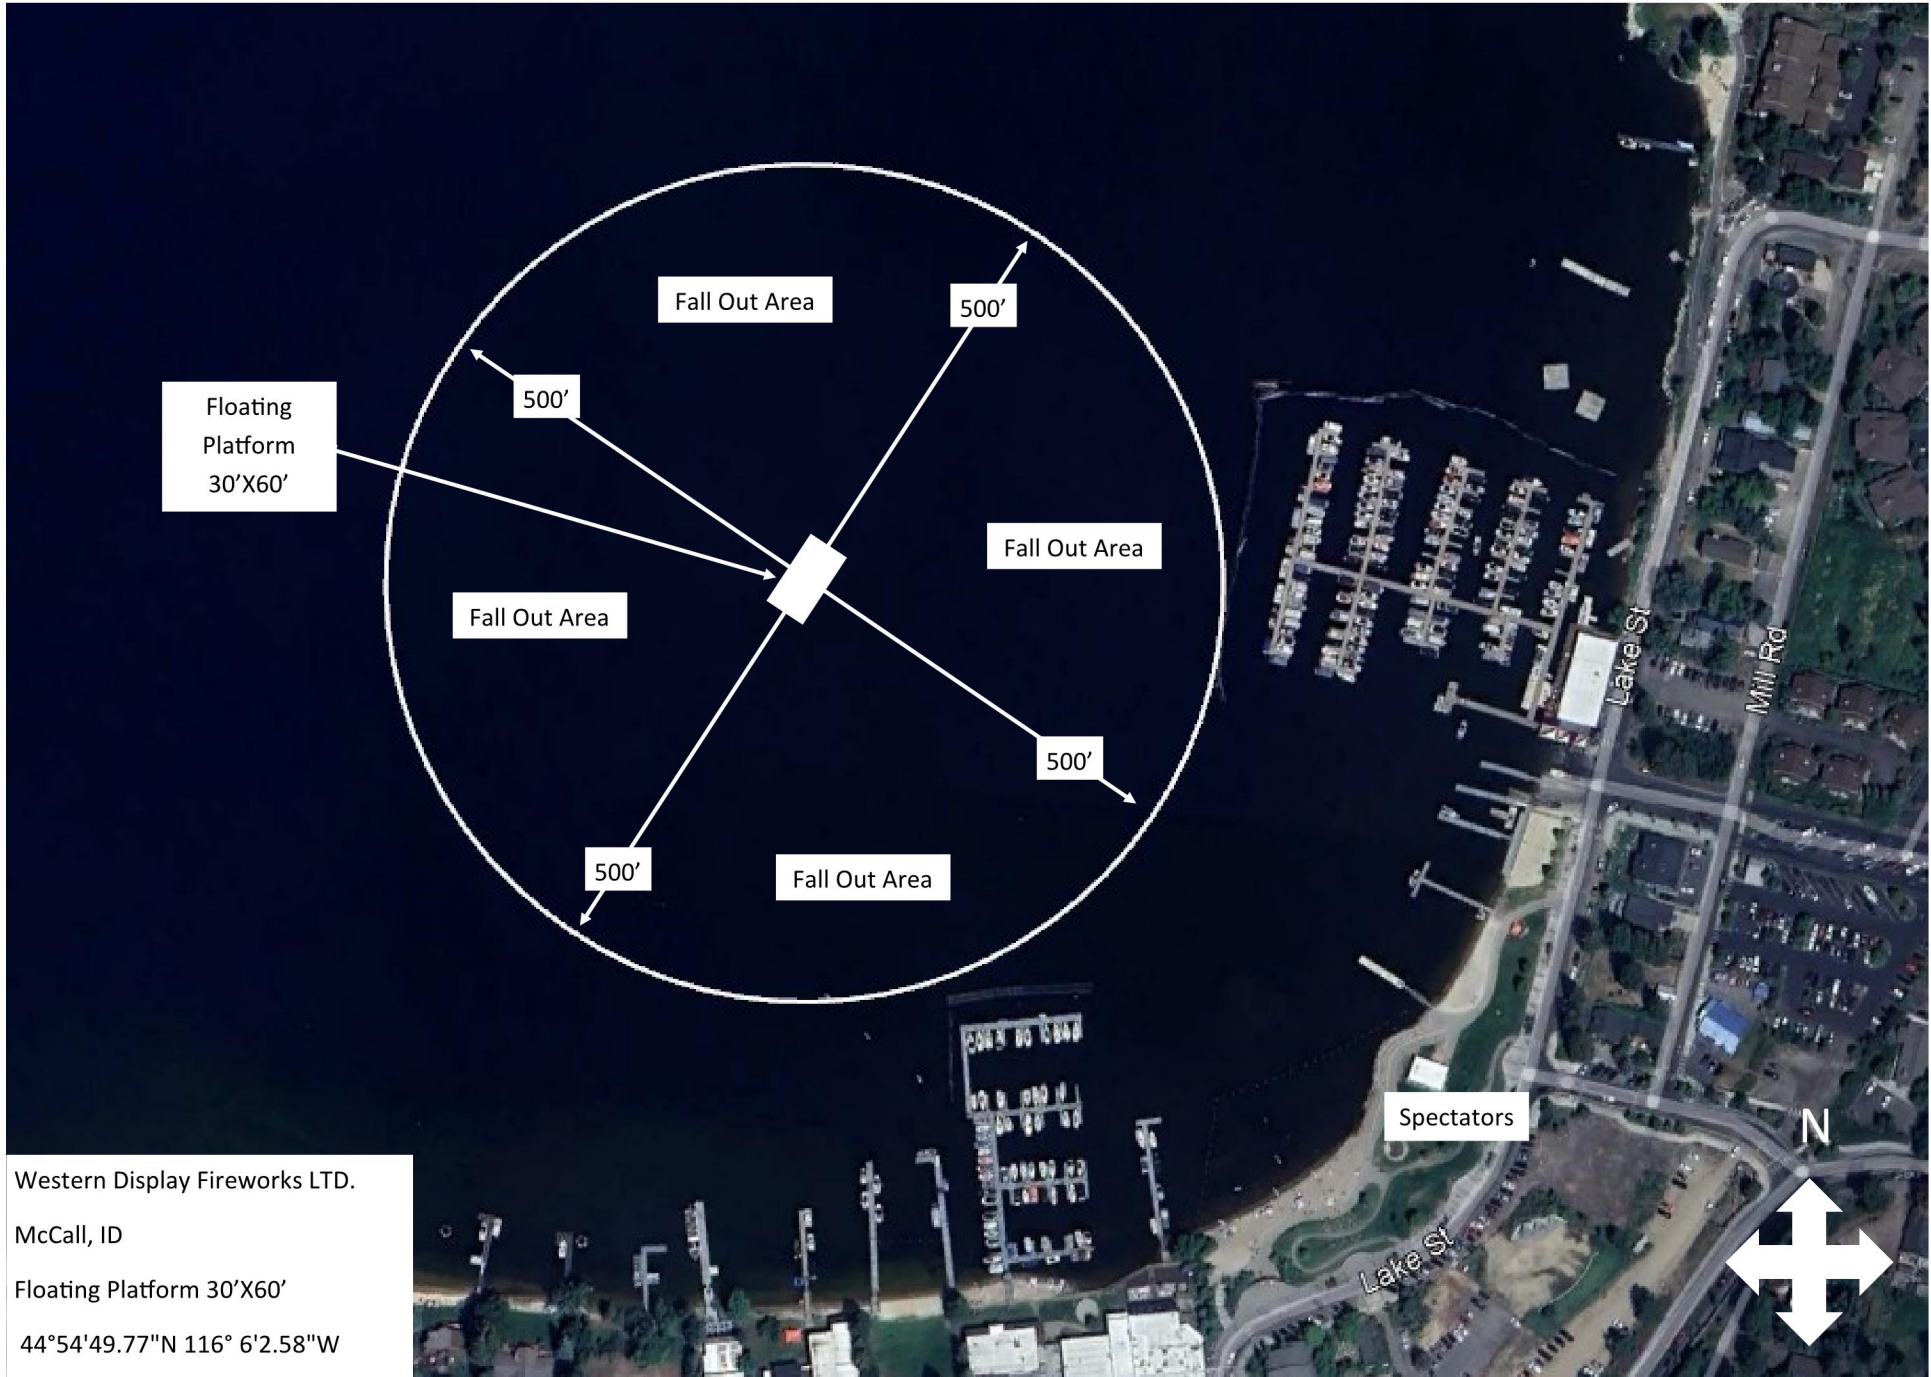 Fall Out Area
500’
500’
Floating
Platform
30’X60’
Fall Out Area
Fall Out Area
Lake St
Mill Rd
500’
500’
Fall Out Area
Spectators
N
Lake St
Western Display Fireworks LTD.
McCall, ID
Floating Platform 30’X60’
44°54'49.77"N 116° 6'2.58"W